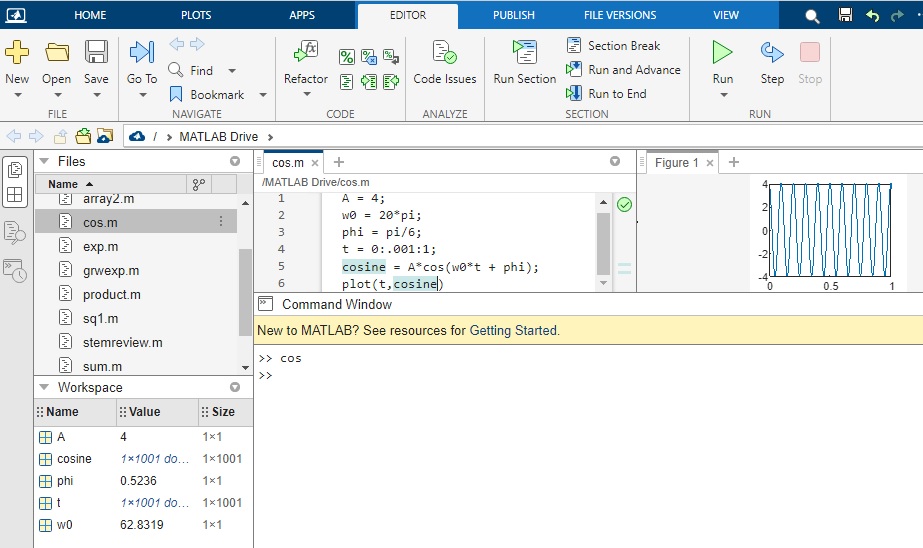 HOME PLOTS APPS EDITOR PUBLISH FILE VERSIONS VIEW
New Open Save Go To Find Bookmark Refactor Code Issues Run Section Section Break Run and Advance Run to End Run Step Stop
FILE NAVIGATE CODE ANALYZE SECTION RUN
/ > MATLAB Drive >
Files
Name
array2.m
cos.m
exp.m
grwexp.m
product.m
sq1.m
stemreview.m
sum.m
Workspace
Name Value Size
A 4 1×1
cosine 1×1001 do... 1×1001
phi 0.5236 1×1
t 1×1001 do... 1×1001
w0 62.8319 1×1
cos.m × +
/MATLAB Drive/cos.m
1 A = 4;
2 w0 = 20*pi;
3 phi = pi/6;
4 t = 0:.001:1;
5 cosine = A*cos(w0*t + phi);
6 plot(t,cosine)
Figure 1 × +
4
2
0
-2
-4
0 0.5 1
Command Window
New to MATLAB? See resources for Getting Started.
>> cos
>>